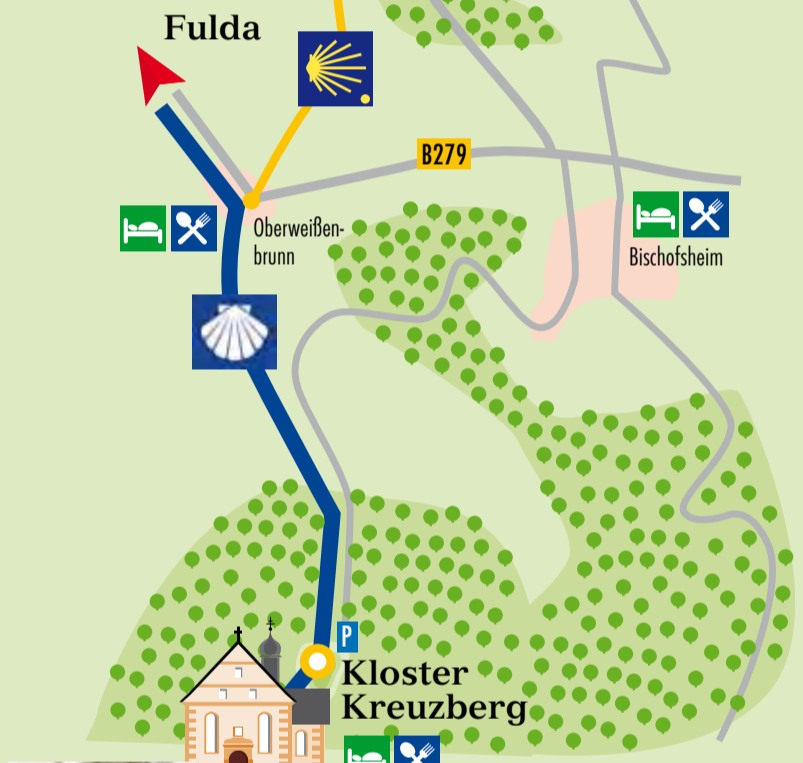 Fulda
B279
Oberweißen-
brunn
Bischofsheim
P
Kloster
Kreuzberg